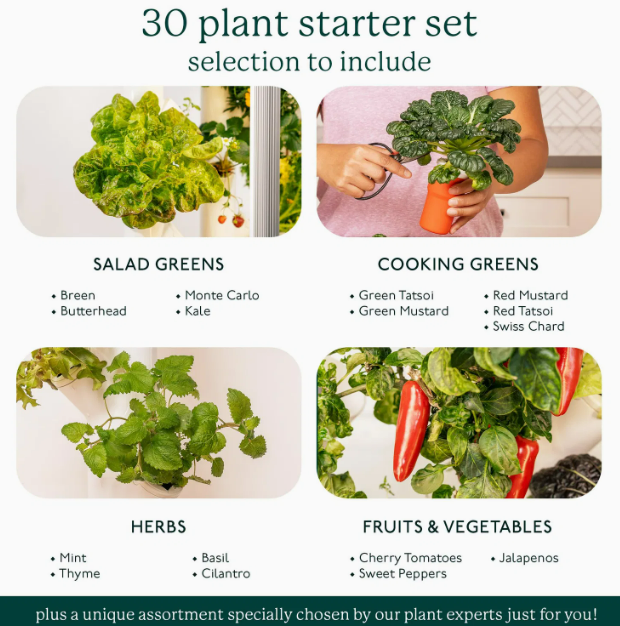 30 plant starter set
selection to include
SALAD GREENS
• Breen
• Butterhead
• Monte Carlo
• Kale
COOKING GREENS
• Green Tatsoi
• Green Mustard
• Red Mustard
• Red Tatsoi
• Swiss Chard
HERBS
• Mint
• Thyme
• Basil
• Cilantro
FRUITS & VEGETABLES
• Cherry Tomatoes
• Sweet Peppers
• Jalapenos
plus a unique assortment specially chosen by our plant experts just for you!